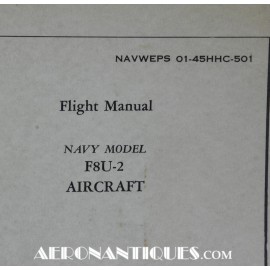 NAVWEPS 01-45HHC-501
Flight Manual
NAVY MODEL
F8U-2
AIRCRAFT
AERONANTIQUES.COM